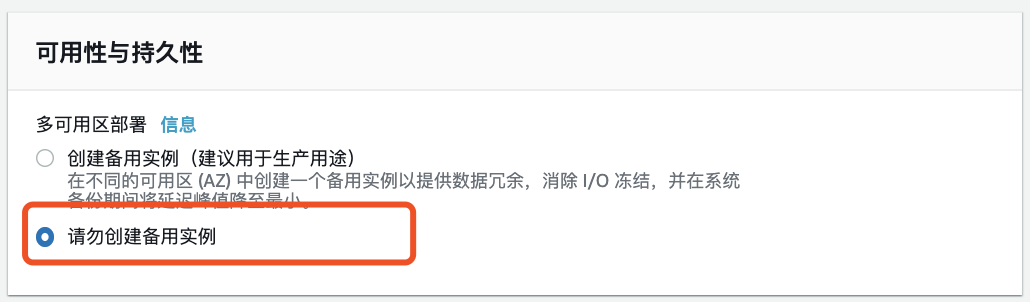 可用性与持久性
多可用区部署 信息
创建备用实例（建议用于生产用途）
在不同的可用区 (AZ) 中创建一个备用实例以提供数据冗余，消除 I/O 冻结，并在系统
备份期间将延迟峰值降至最小。
请勿创建备用实例